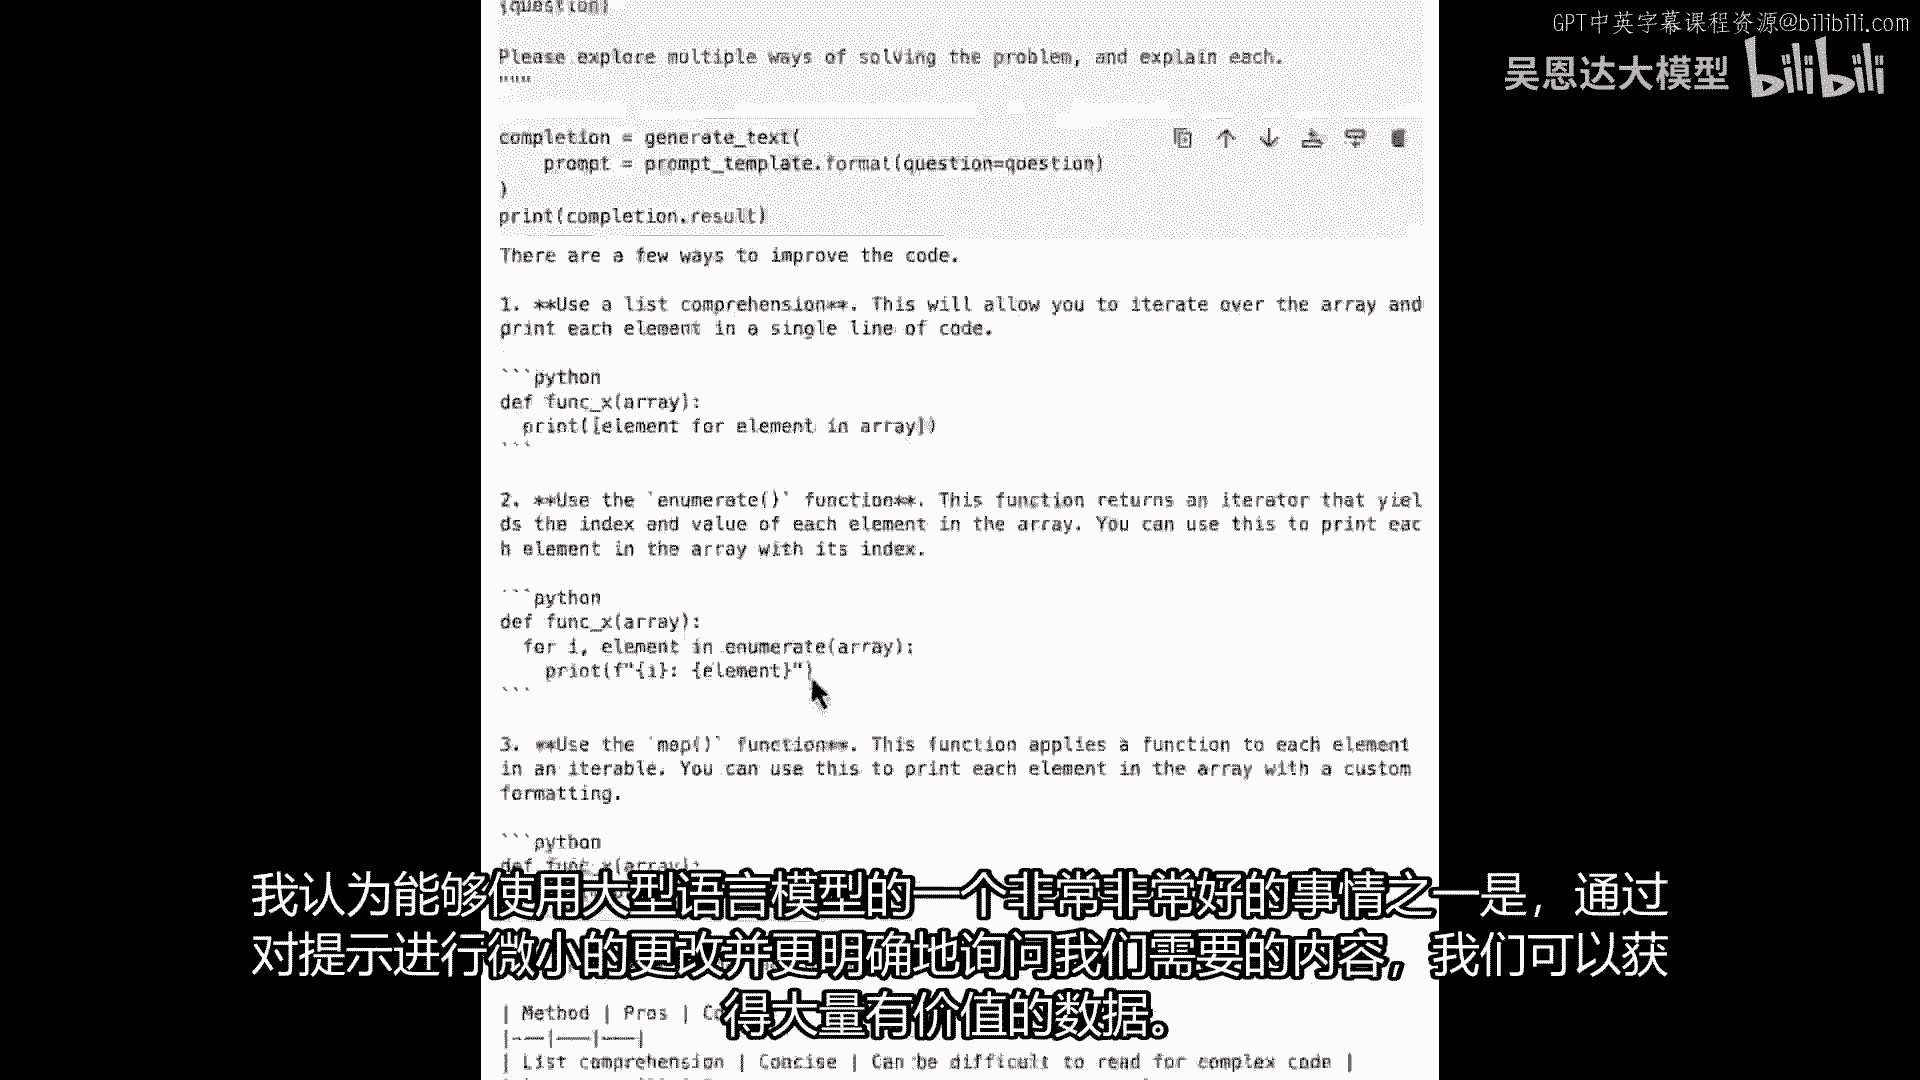 GPT中英字幕课程资源@bilibili.com
吴恩达大模型 bilibili
{question}
Please explore multiple ways of solving the problem, and explain each.
"""
completion = generate_text(
    prompt = prompt_template.format(question=question)
)
print(completion.result)
There are a few ways to improve the code.
1. **Use a list comprehension**. This will allow you to iterate over the array and
print each element in a single line of code.
```python
def func_x(array):
  print([element for element in array])
```
2. **Use the `enumerate()` function**. This function returns an iterator that yiel
ds the index and value of each element in the array. You can use this to print eac
h element in the array with its index.
```python
def func_x(array):
  for i, element in enumerate(array):
    print(f"{i}: {element}")
```
3. **Use the `map()` function**. This function applies a function to each element
in an iterable. You can use this to print each element in the array with a custom
formatting.
```python
def func_x(array):
我认为能够使用大型语言模型的一个非常非常好的事情之一是，通过
对提示进行微小的更改并更明确地询问我们需要的内容，我们可以获
得大量有价值的数据。
| Method | Pros |
|---|---|---|
| List comprehension | Concise | Can be difficult to read for complex code |